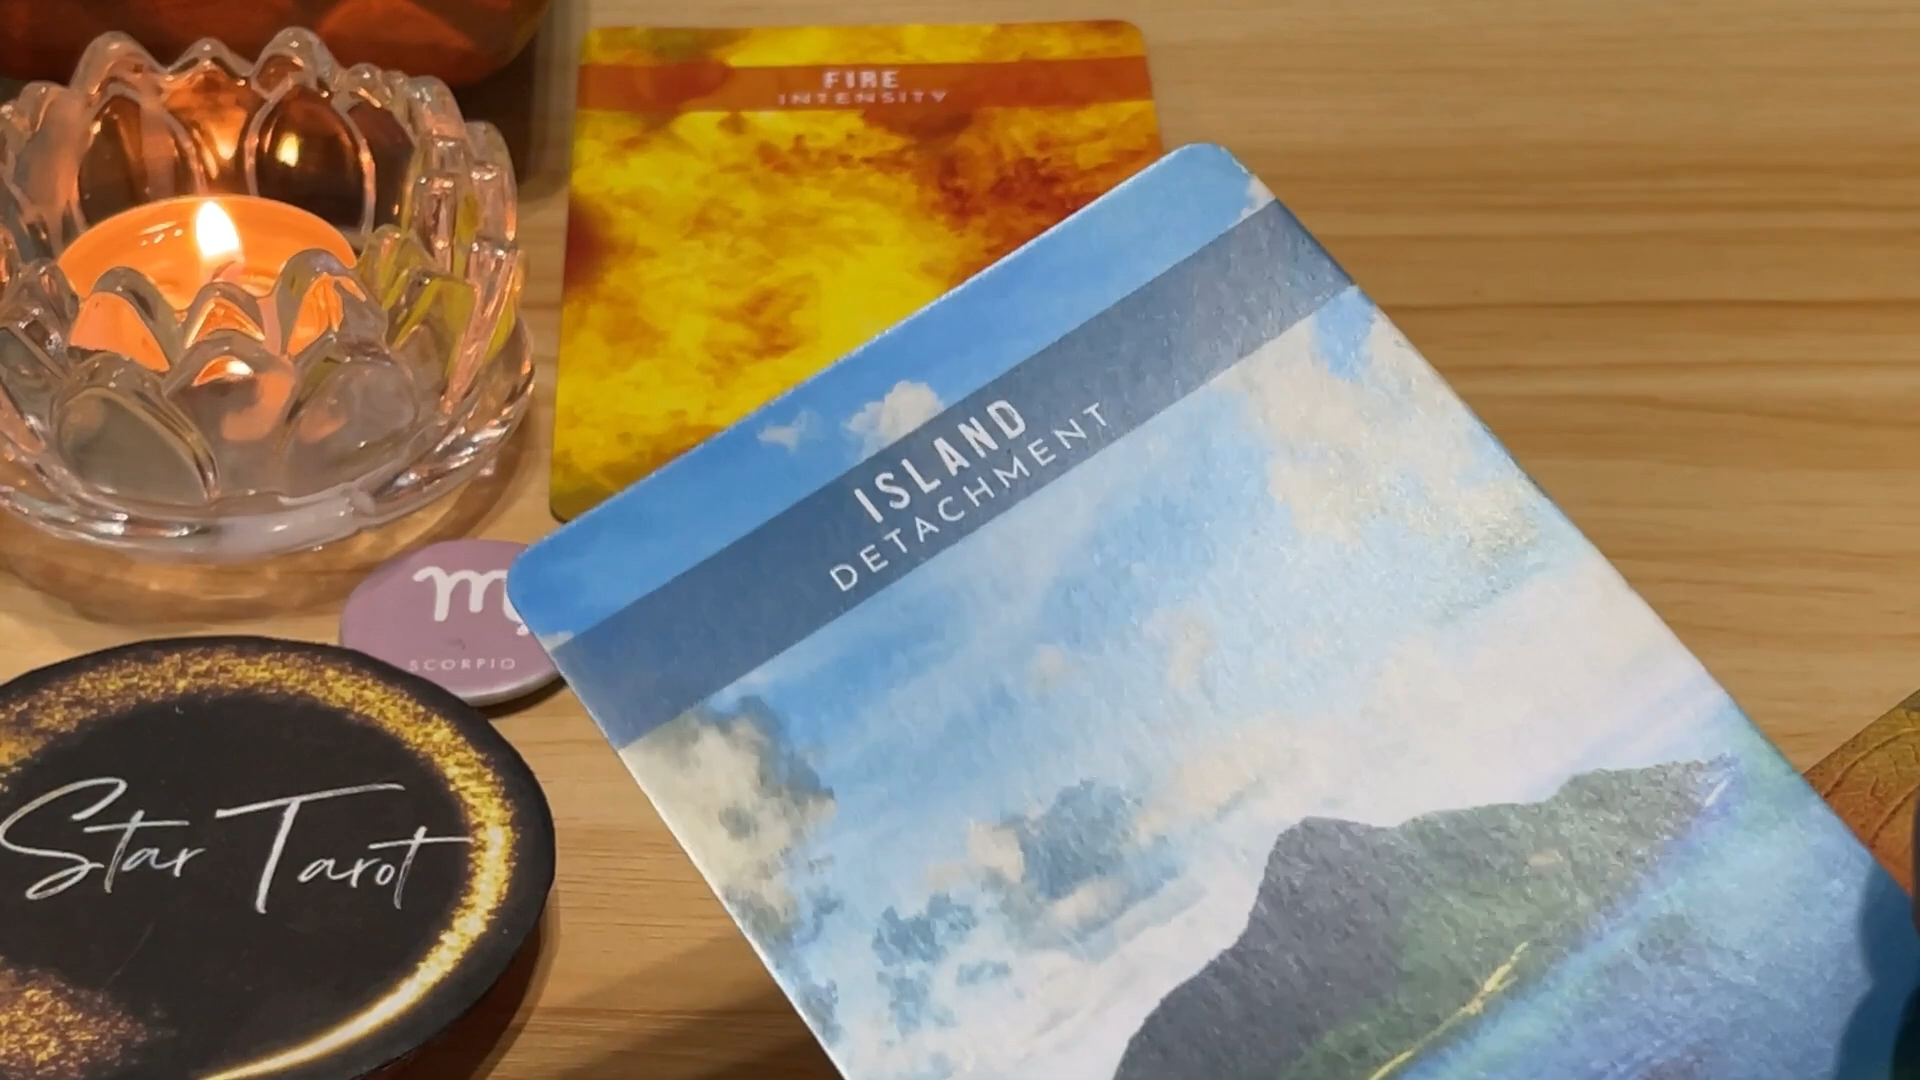 FIRE
INTENSITY
ISLAND
DETACHMENT
SCORPIO
Star Tarot